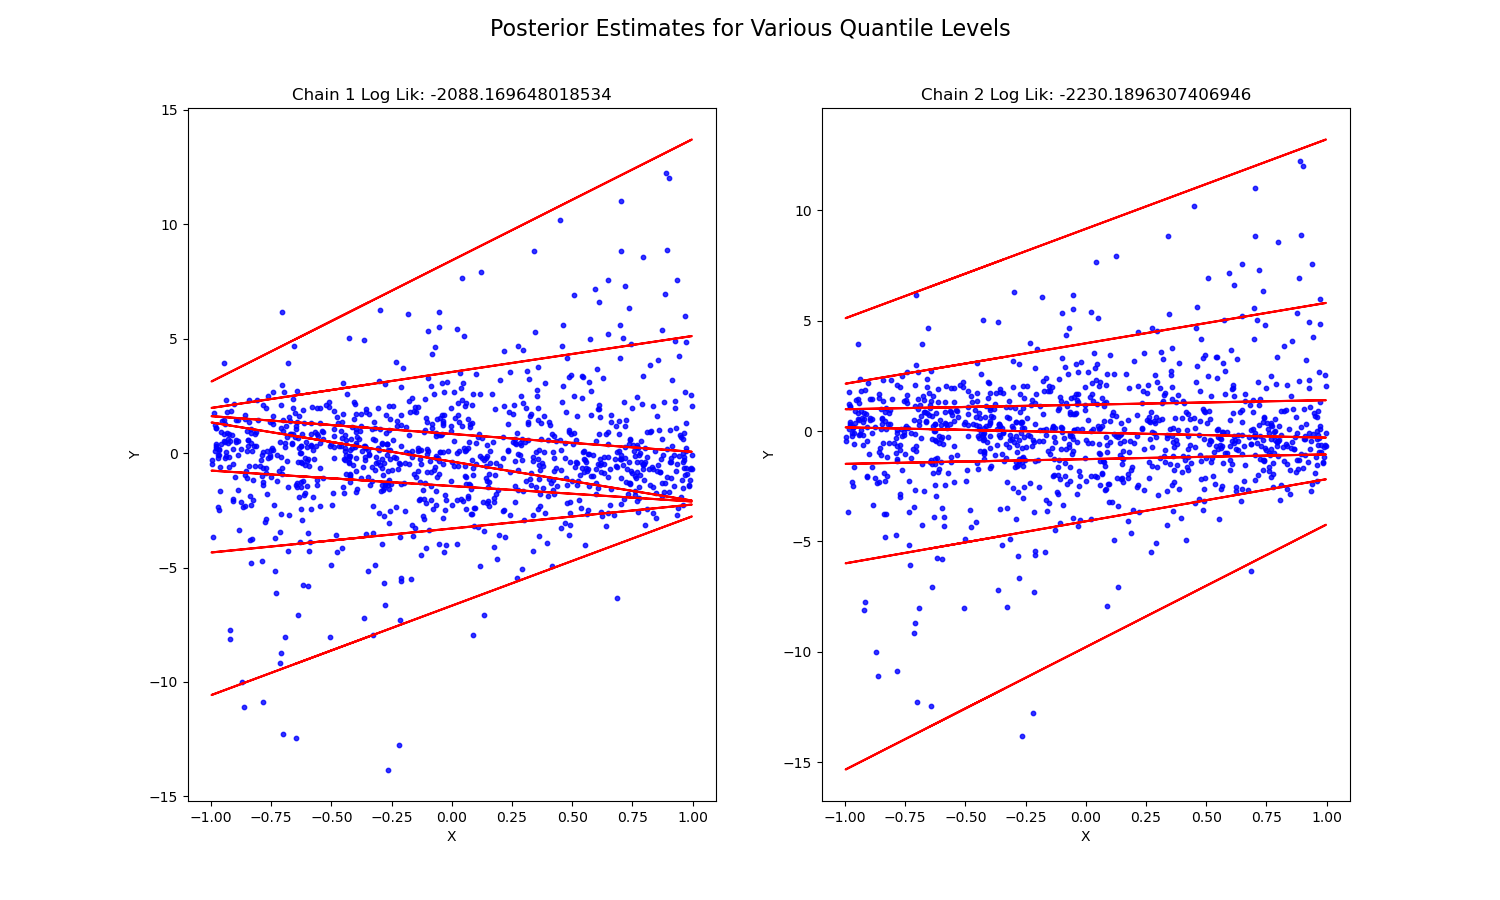 Posterior Estimates for Various Quantile Levels
Chain 1 Log Lik: -2088.169648018534
15
10
5
0
−5
−10
−15
Y
−1.00 −0.75 −0.50 −0.25 0.00 0.25 0.50 0.75 1.00
X
Chain 2 Log Lik: -2230.1896307406946
10
5
0
−5
−10
−15
Y
−1.00 −0.75 −0.50 −0.25 0.00 0.25 0.50 0.75 1.00
X